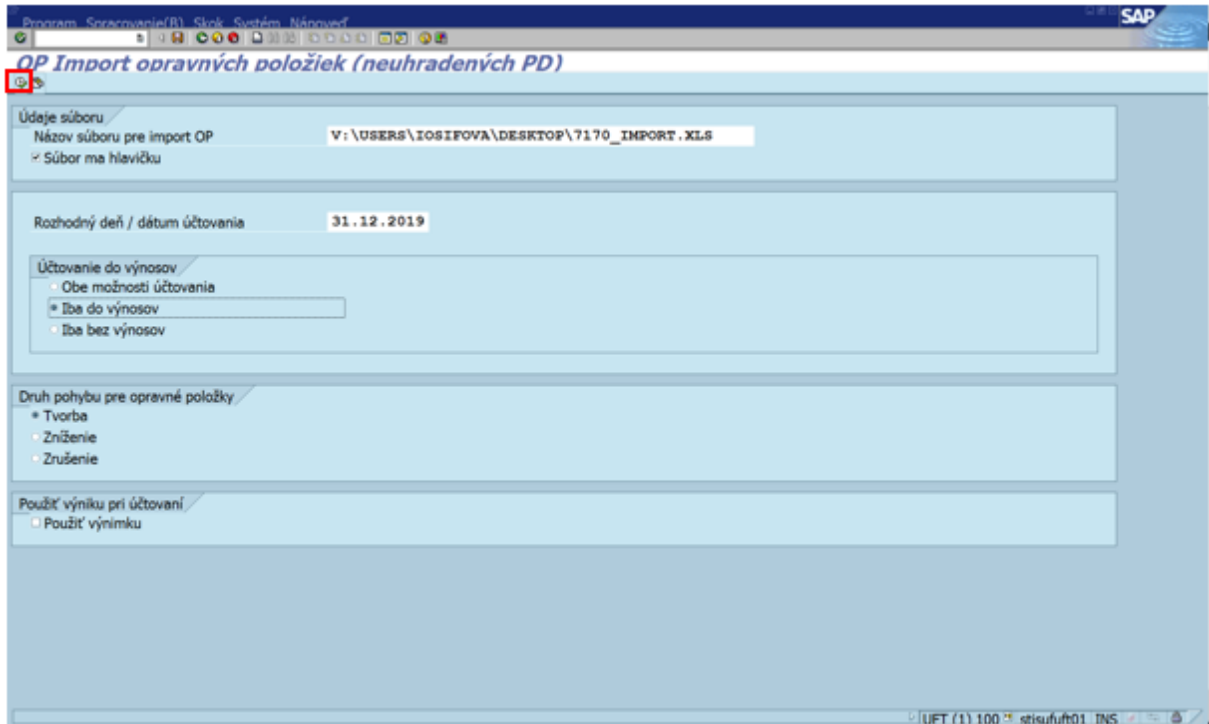 Program Spracovanie(B) Skok Systém Nápoveď
SAP
OP Import opravných položiek (neuhradených PD)
Údaje súboru
Názov súboru pre import OP V:\USERS\IOSIFOVA\DESKTOP\7170_IMPORT.XLS
Súbor ma hlavičku
Rozhodný deň / dátum účtovania 31.12.2019
Účtovanie do výnosov
Obe možnosti účtovania
Iba do výnosov
Iba bez výnosov
Druh pohybu pre opravné položky
Tvorba
Zníženie
Zrušenie
Použiť výniku pri účtovaní
Použiť výnimku
UFT (1) 100 stisufuft01 INS